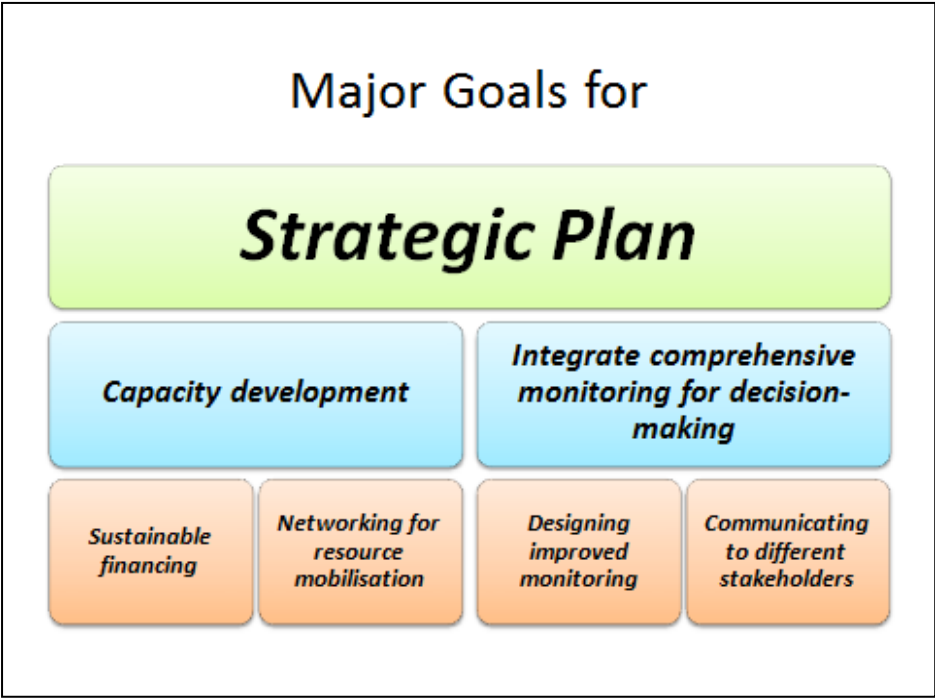 Major Goals for
Strategic Plan
Capacity development
Integrate comprehensive
monitoring for decision-
making
Sustainable
financing
Networking for
resource
mobilisation
Designing
improved
monitoring
Communicating
to different
stakeholders